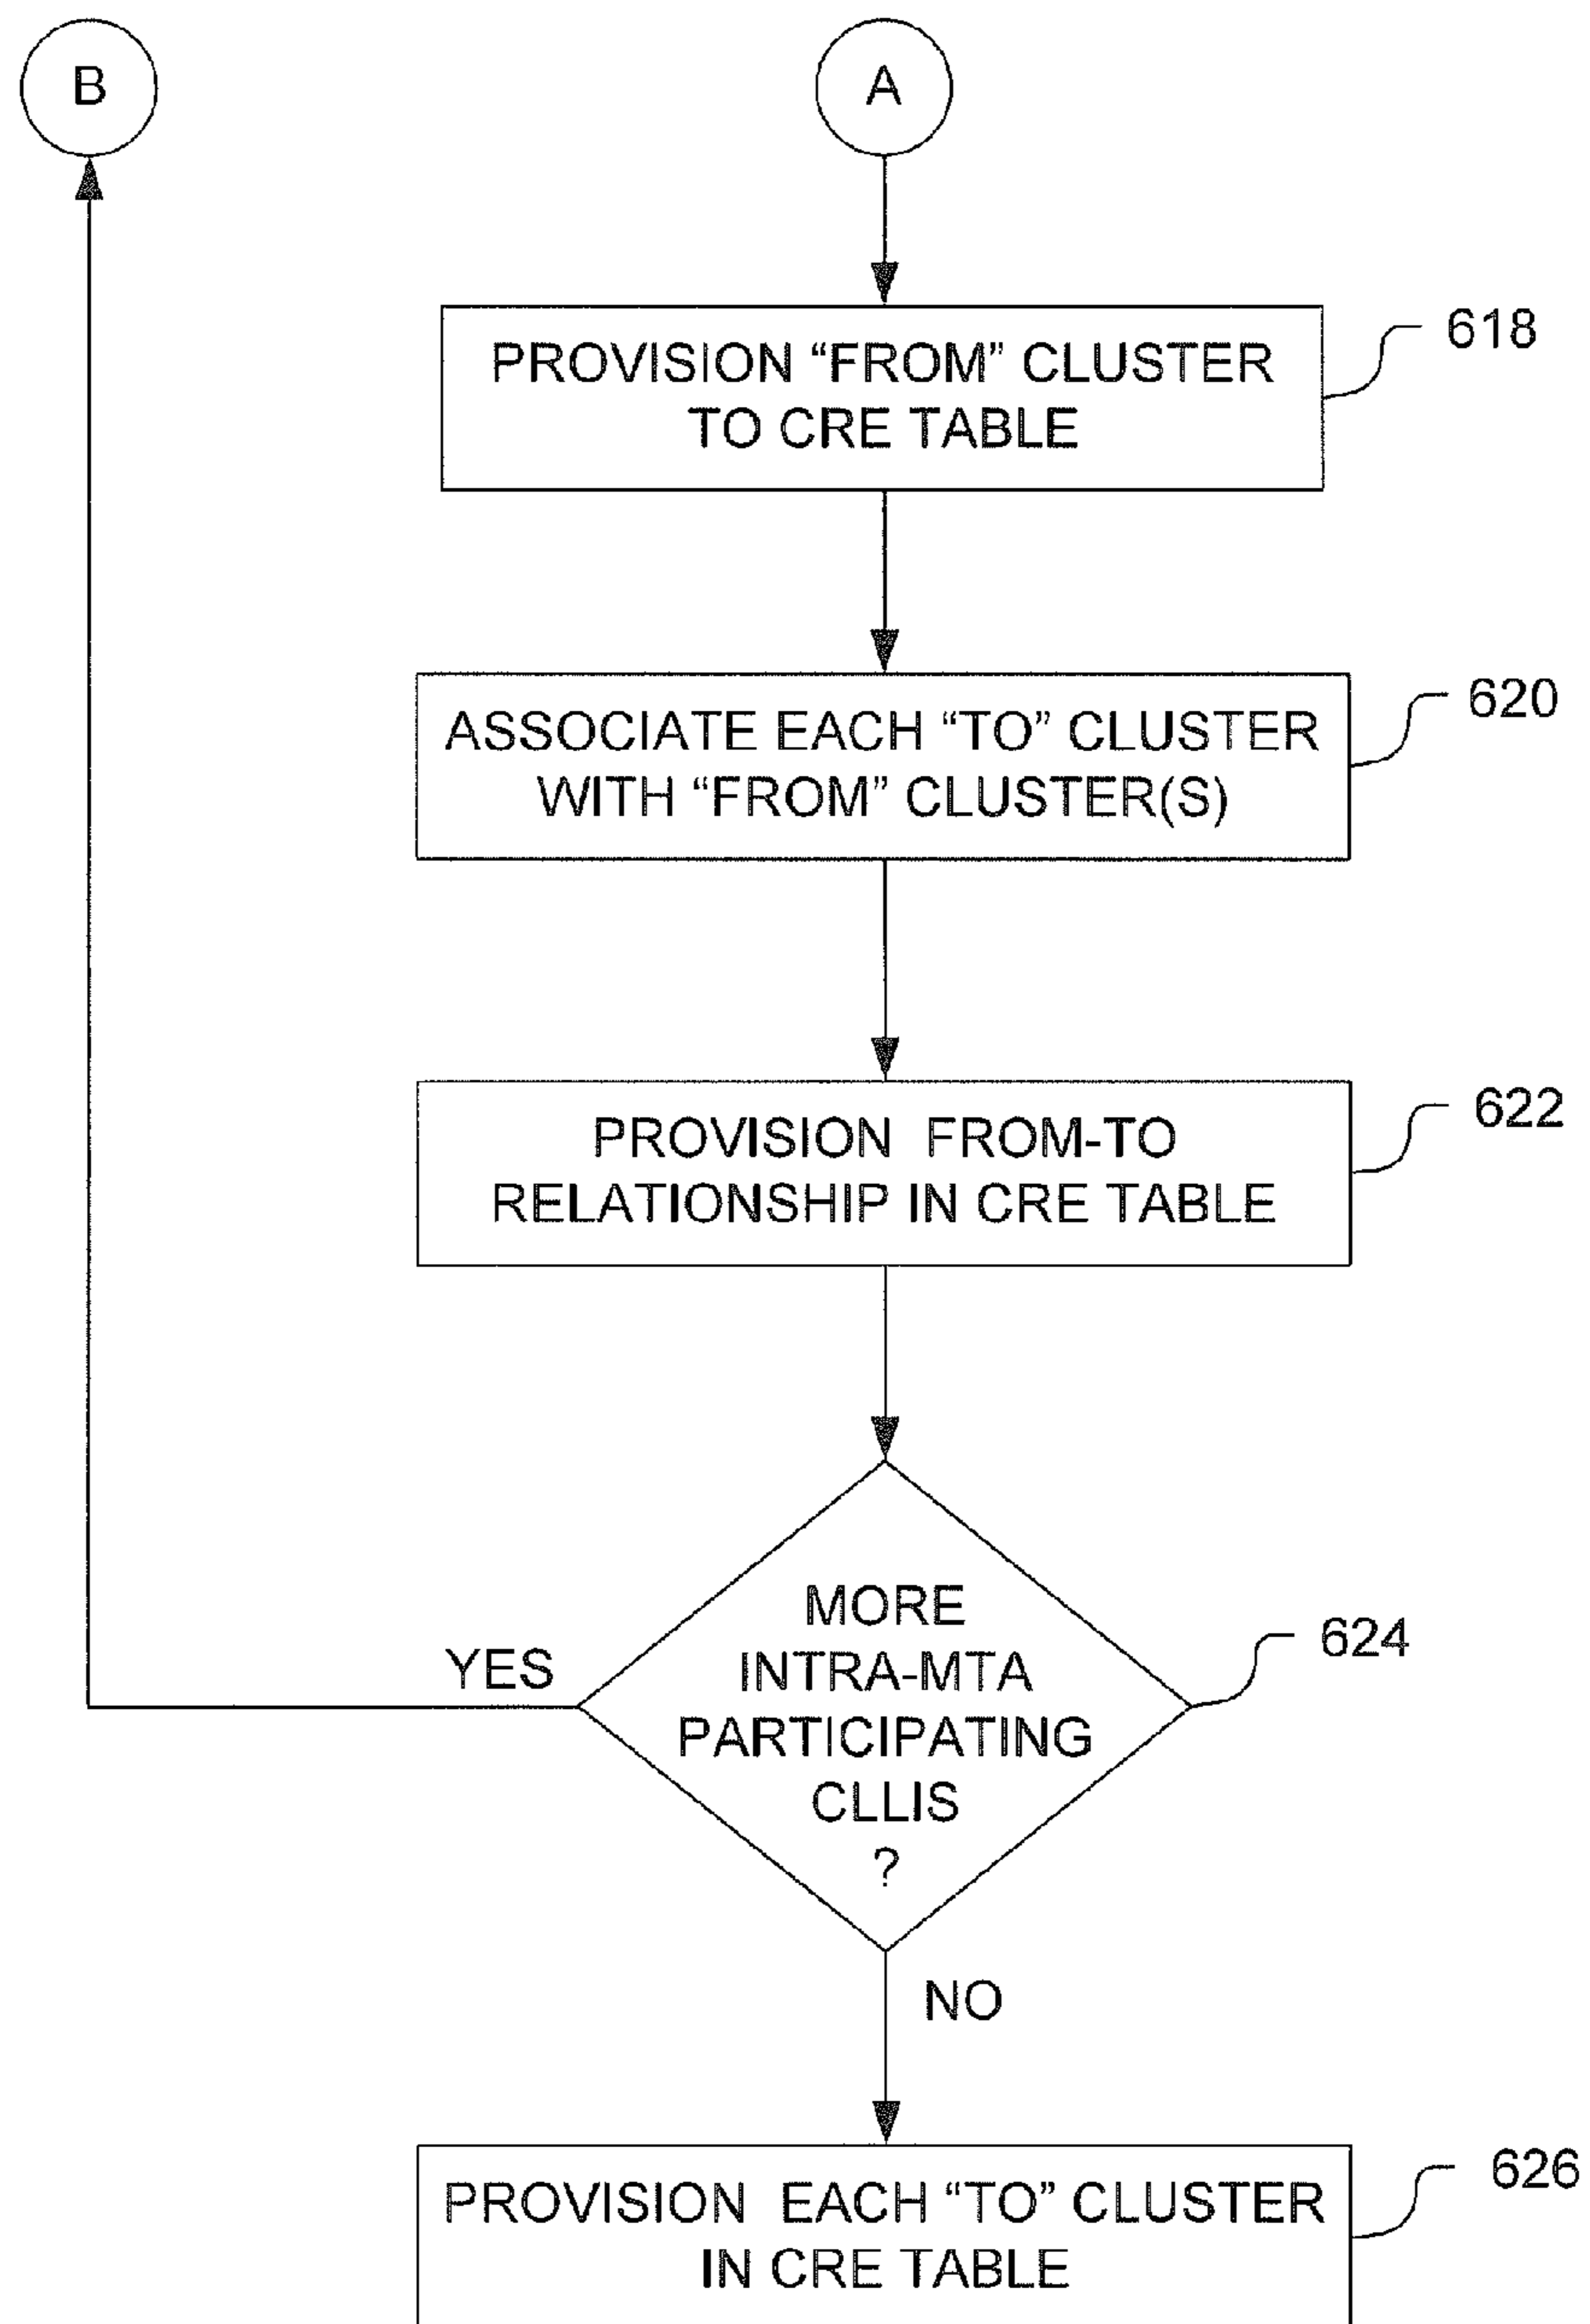 B
A
PROVISION “FROM” CLUSTER
TO CRE TABLE
618
ASSOCIATE EACH “TO” CLUSTER
WITH “FROM” CLUSTER(S)
620
PROVISION FROM-TO
RELATIONSHIP IN CRE TABLE
622
MORE
INTRA-MTA
PARTICIPATING
CLLIS
?
624
YES
NO
PROVISION EACH “TO” CLUSTER
IN CRE TABLE
626